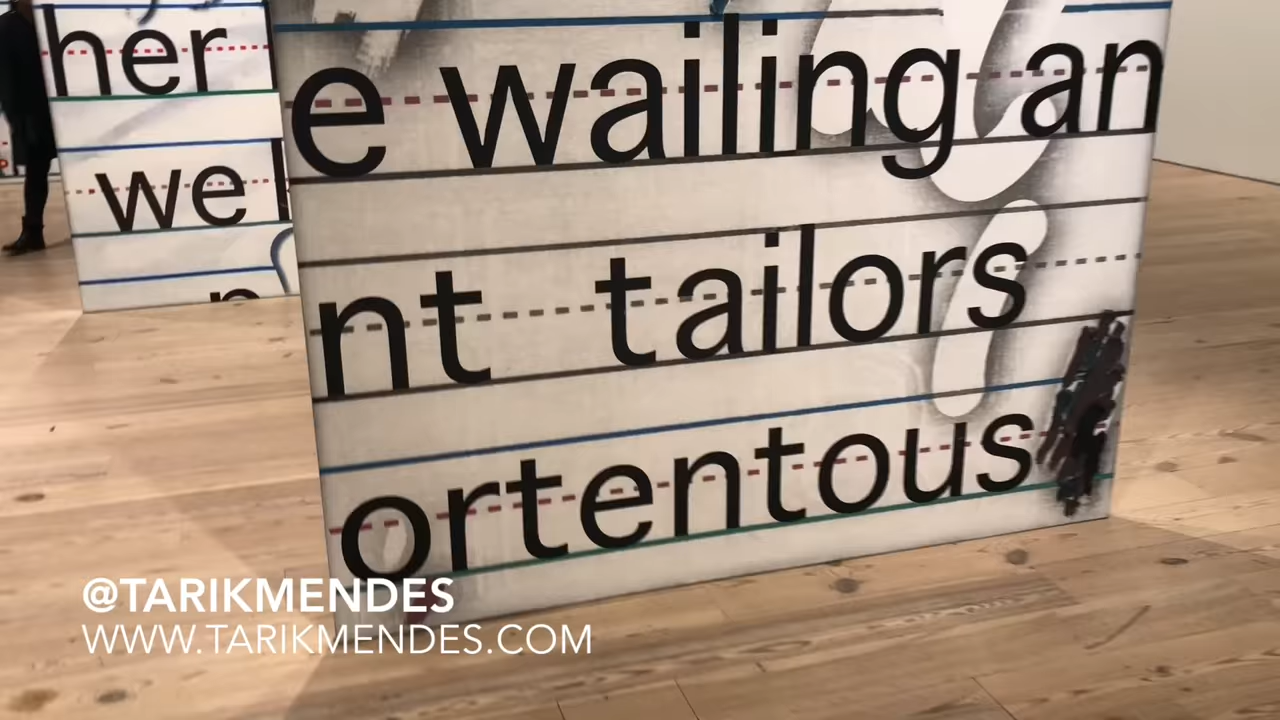 her
we
e wailing an
nt tailors
ortentous
@TARIKMENDES
WWW.TARIKMENDES.COM